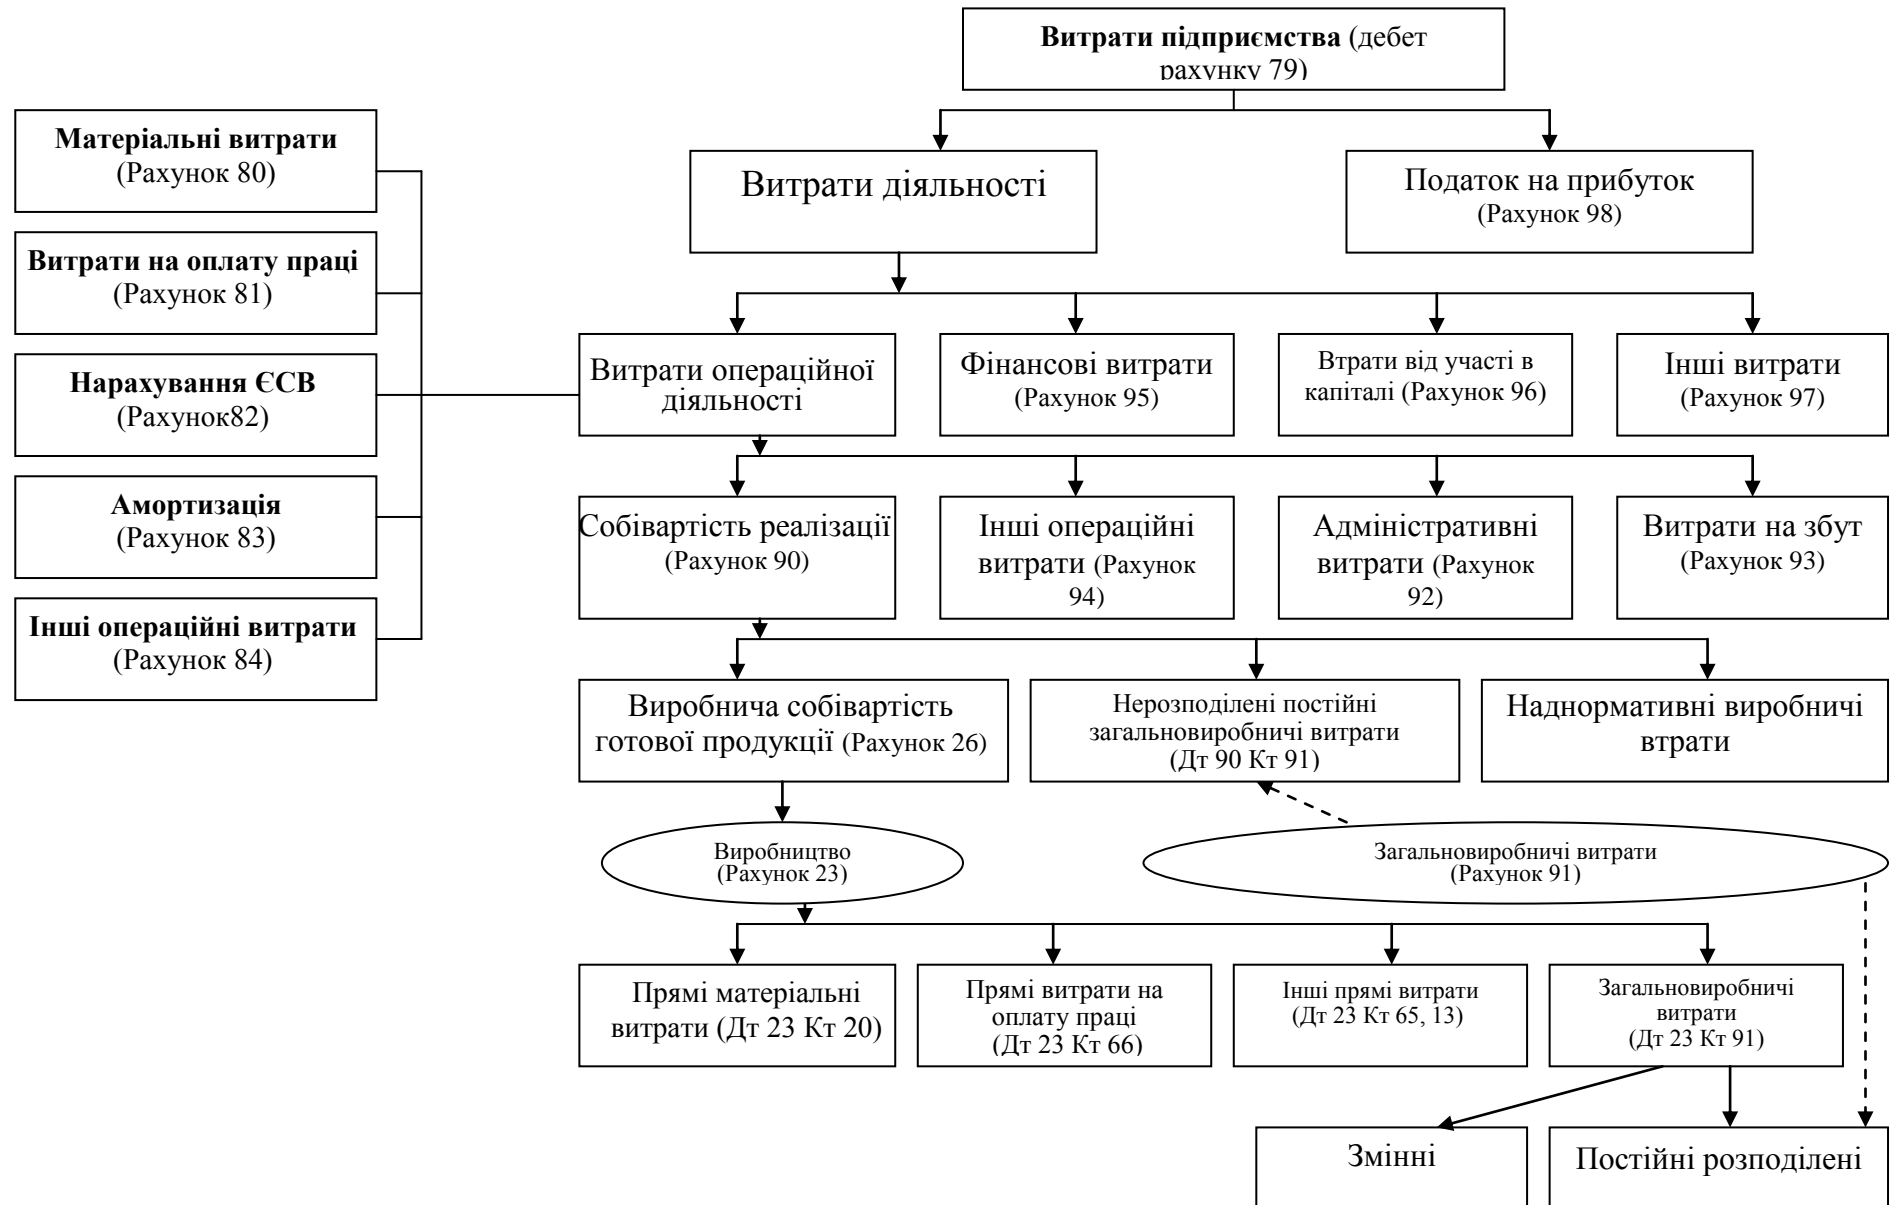 Витрати підприємства (дебет
рахунку 79)
Матеріальні витрати
(Рахунок 80)
Витрати на оплату праці
(Рахунок 81)
Нарахування ЄСВ
(Рахунок82)
Амортизація
(Рахунок 83)
Інші операційні витрати
(Рахунок 84)
Витрати діяльності
Податок на прибуток
(Рахунок 98)
Витрати операційної
діяльності
Фінансові витрати
(Рахунок 95)
Втрати від участі в
капіталі (Рахунок 96)
Інші витрати
(Рахунок 97)
Собівартість реалізації
(Рахунок 90)
Інші операційні
витрати (Рахунок
94)
Адміністративні
витрати (Рахунок
92)
Витрати на збут
(Рахунок 93)
Виробнича собівартість
готової продукції (Рахунок 26)
Нерозподілені постійні
загальновиробничі витрати
(Дт 90 Кт 91)
Наднормативні виробничі
втрати
Виробництво
(Рахунок 23)
Загальновиробничі витрати
(Рахунок 91)
Прямі матеріальні
витрати (Дт 23 Кт 20)
Прямі витрати на
оплату праці
(Дт 23 Кт 66)
Інші прямі витрати
(Дт 23 Кт 65, 13)
Загальновиробничі
витрати
(Дт 23 Кт 91)
Змінні
Постійні розподілені